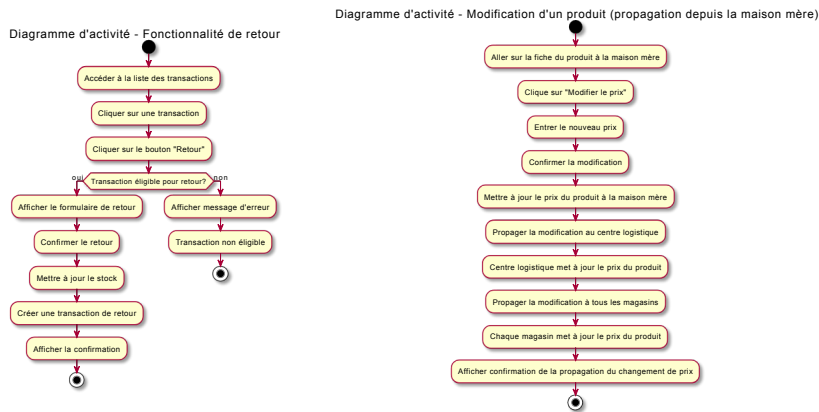 Diagramme d'activité - Fonctionnalité de retour
Accéder à la liste des transactions
Cliquer sur une transaction
Cliquer sur le bouton "Retour"
oui
Transaction éligible pour retour?
non
Afficher le formulaire de retour
Afficher message d'erreur
Confirmer le retour
Transaction non éligible
Mettre à jour le stock
Créer une transaction de retour
Afficher la confirmation
Diagramme d'activité - Modification d'un produit (propagation depuis la maison mère)
Aller sur la fiche du produit à la maison mère
Clique sur "Modifier le prix"
Entrer le nouveau prix
Confirmer la modification
Mettre à jour le prix du produit à la maison mère
Propager la modification au centre logistique
Centre logistique met à jour le prix du produit
Propager la modification à tous les magasins
Chaque magasin met à jour le prix du produit
Afficher confirmation de la propagation du changement de prix